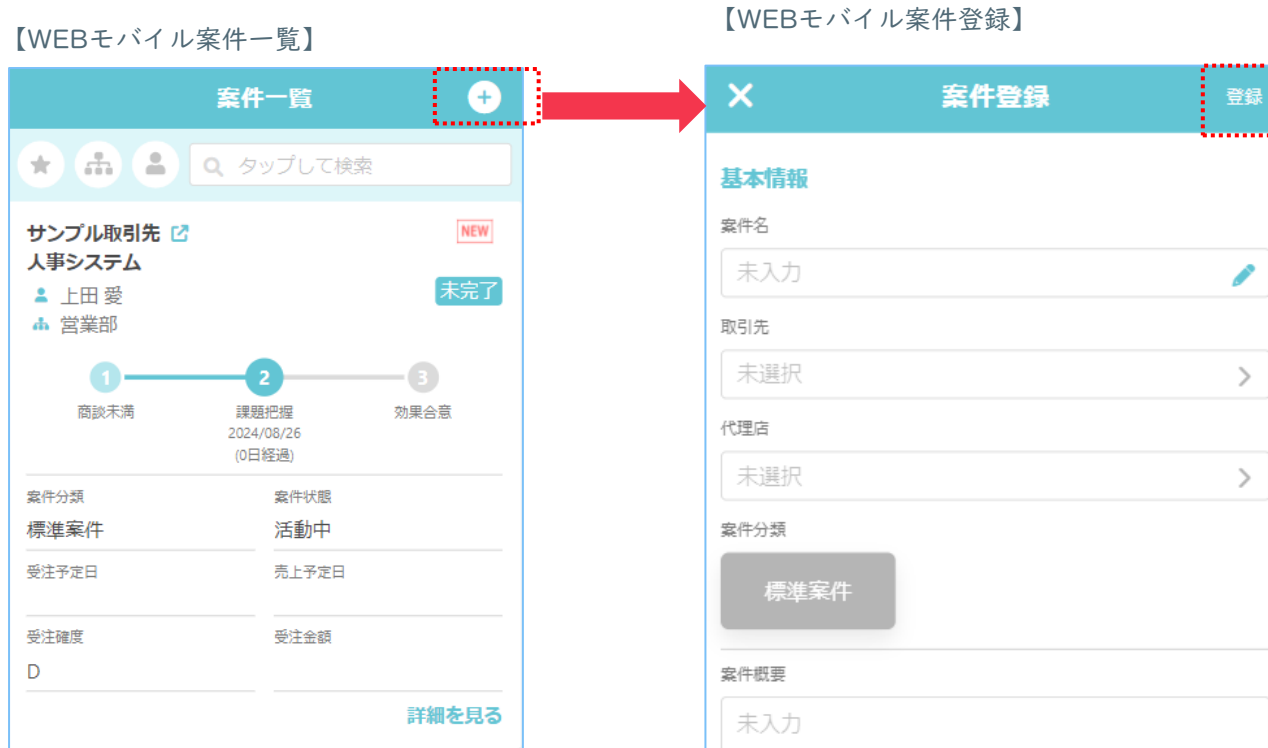 【WEBモバイル案件一覧】
案件一覧
タップして検索
サンプル取引先
NEW
人事システム
上田 愛
未完了
営業部
1
2
3
商談未満
課題把握
効果合意
2024/08/26
(0日経過)
案件分類
案件状態
標準案件
活動中
受注予定日
売上予定日
受注確度
受注金額
D
詳細を見る
【WEBモバイル案件登録】
案件登録
登録
基本情報
案件名
未入力
取引先
未選択
代理店
未選択
案件分類
標準案件
案件概要
未入力